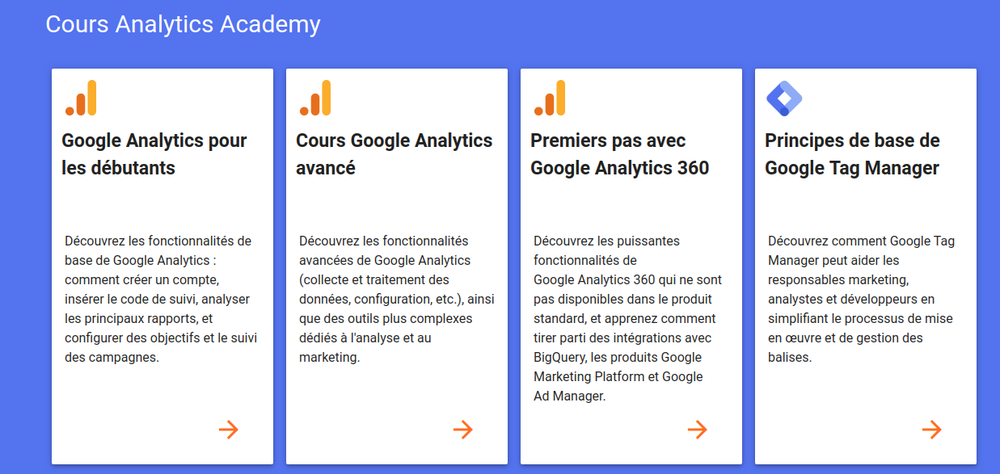 Cours Analytics Academy
Google Analytics pour
les débutants
Découvrez les fonctionnalités de
base de Google Analytics :
comment créer un compte,
insérer le code de suivi, analyser
les principaux rapports, et
configurer des objectifs et le suivi
des campagnes.
Cours Google Analytics
avancé
Découvrez les fonctionnalités
avancées de Google Analytics
(collecte et traitement des
données, configuration, etc.), ainsi
que des outils plus complexes
dédiés à l'analyse et au
marketing.
Premiers pas avec
Google Analytics 360
Découvrez les puissantes
fonctionnalités de
Google Analytics 360 qui ne sont
pas disponibles dans le produit
standard, et apprenez comment
tirer parti des intégrations avec
BigQuery, les produits Google
Marketing Platform et Google
Ad Manager.
Principes de base de
Google Tag Manager
Découvrez comment Google Tag
Manager peut aider les
responsables marketing,
analystes et développeurs en
simplifiant le processus de mise
en œuvre et de gestion des
balises.